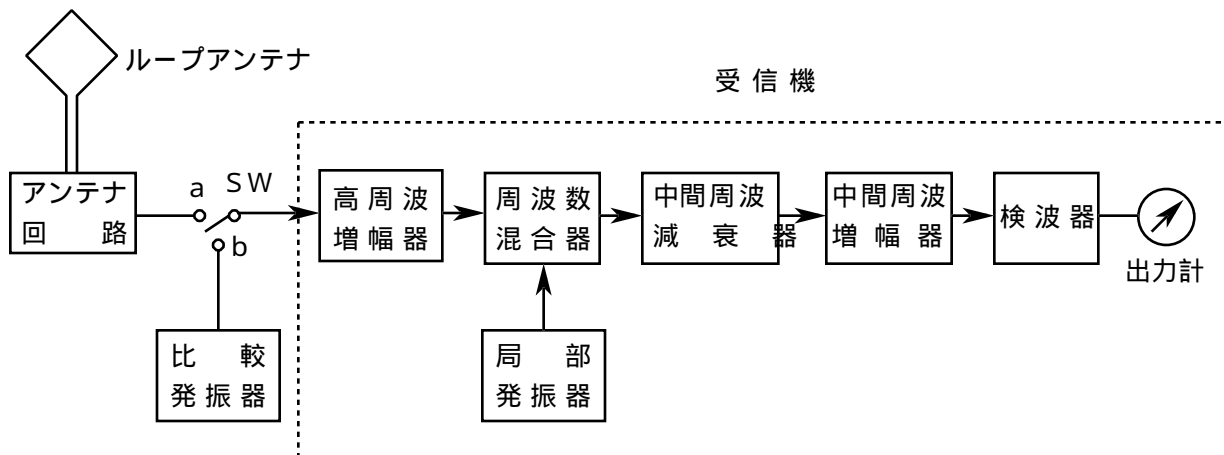 ループアンテナ
受信機
アンテナ
回路
a
SW
b
高周波
増幅器
周波数
混合器
中間周波
減衰器
中間周波
増幅器
検波器
出力計
比較
発振器
局部
発振器